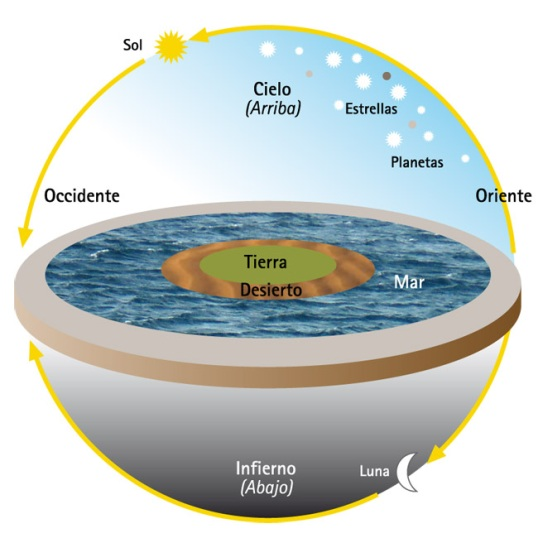 Sol
Cielo
(Arriba)
Estrellas
Planetas
Occidente
Oriente
Tierra
Mar
Desierto
Infierno
(Abajo)
Luna